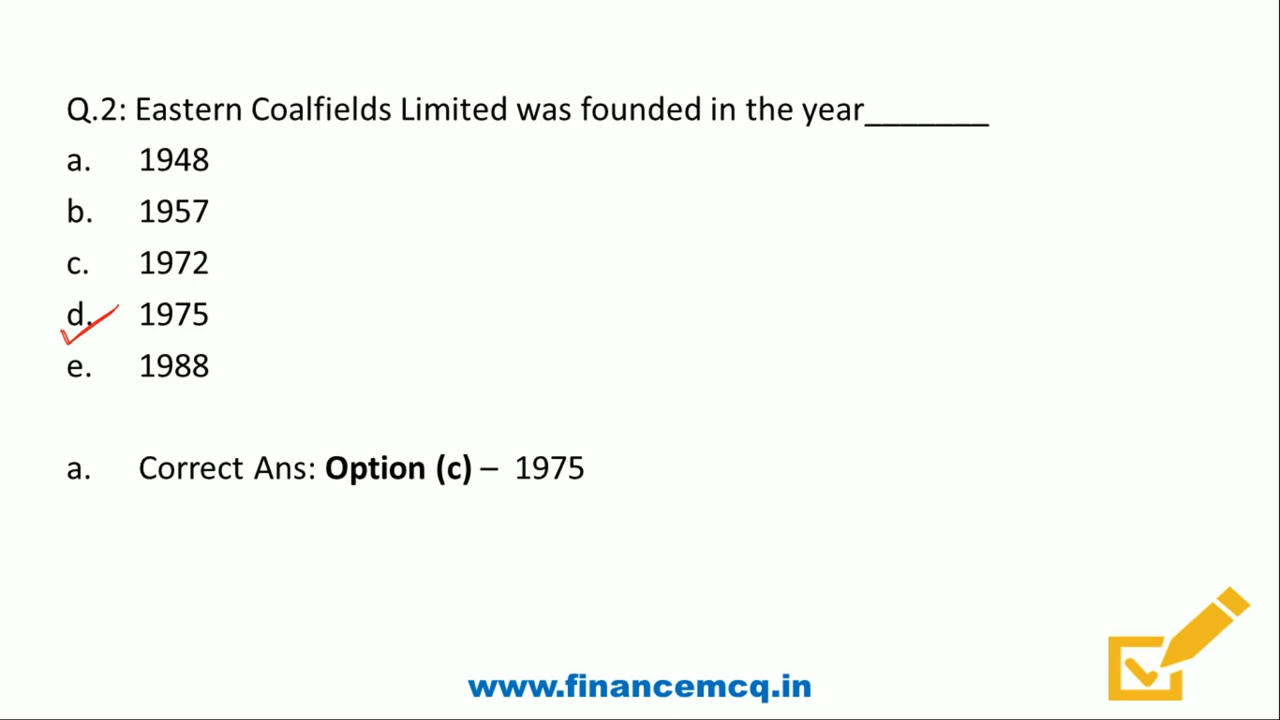 Q.2: Eastern Coalfields Limited was founded in the year_______
a. 1948
b. 1957
c. 1972
d. 1975
e. 1988
a. Correct Ans: Option (c) – 1975
www.financemcq.in